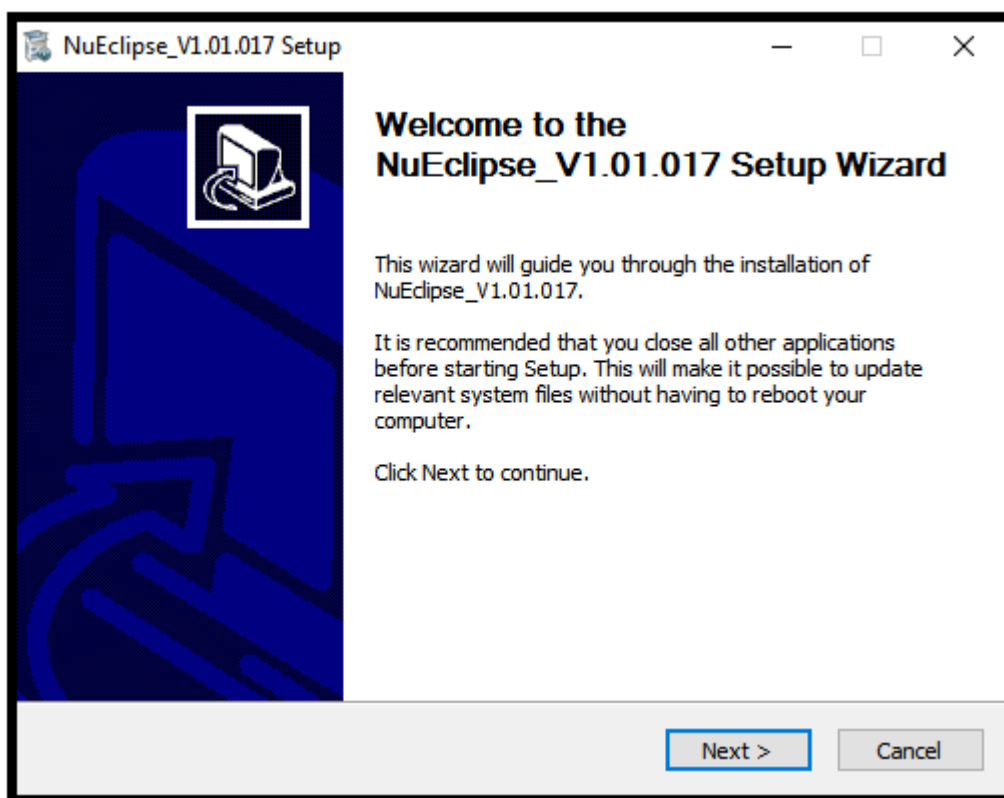 NuEclipse_V1.01.017 Setup
Welcome to the
NuEclipse_V1.01.017 Setup Wizard
This wizard will guide you through the installation of
NuEclipse_V1.01.017.
It is recommended that you close all other applications
before starting Setup. This will make it possible to update
relevant system files without having to reboot your
computer.
Click Next to continue.
Next >
Cancel